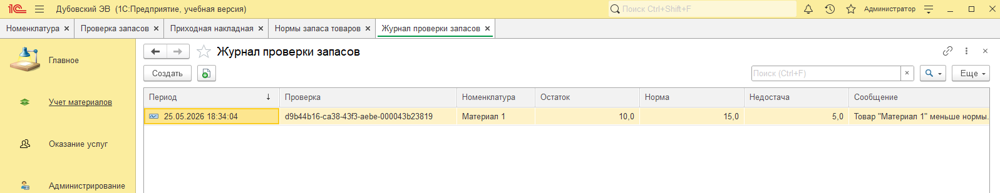 1С Дубовский ЭВ (1С:Предприятие, учебная версия) Поиск Ctrl+Shift+F Администратор
Номенклатура × Проверка запасов × Приходная накладная × Нормы запаса товаров × Журнал проверки запасов ×
Главное
Учет материалов
Оказание услуг
Администрирование
Журнал проверки запасов
Создать Поиск (Ctrl+F) × Еще
Период ↓ Проверка Номенклатура Остаток Норма Недостача Сообщение
25.05.2026 18:34:04 d9b44b16-ca38-43f3-aebe-000043b23819 Материал 1 10,0 15,0 5,0 Товар "Материал 1" меньше нормы.